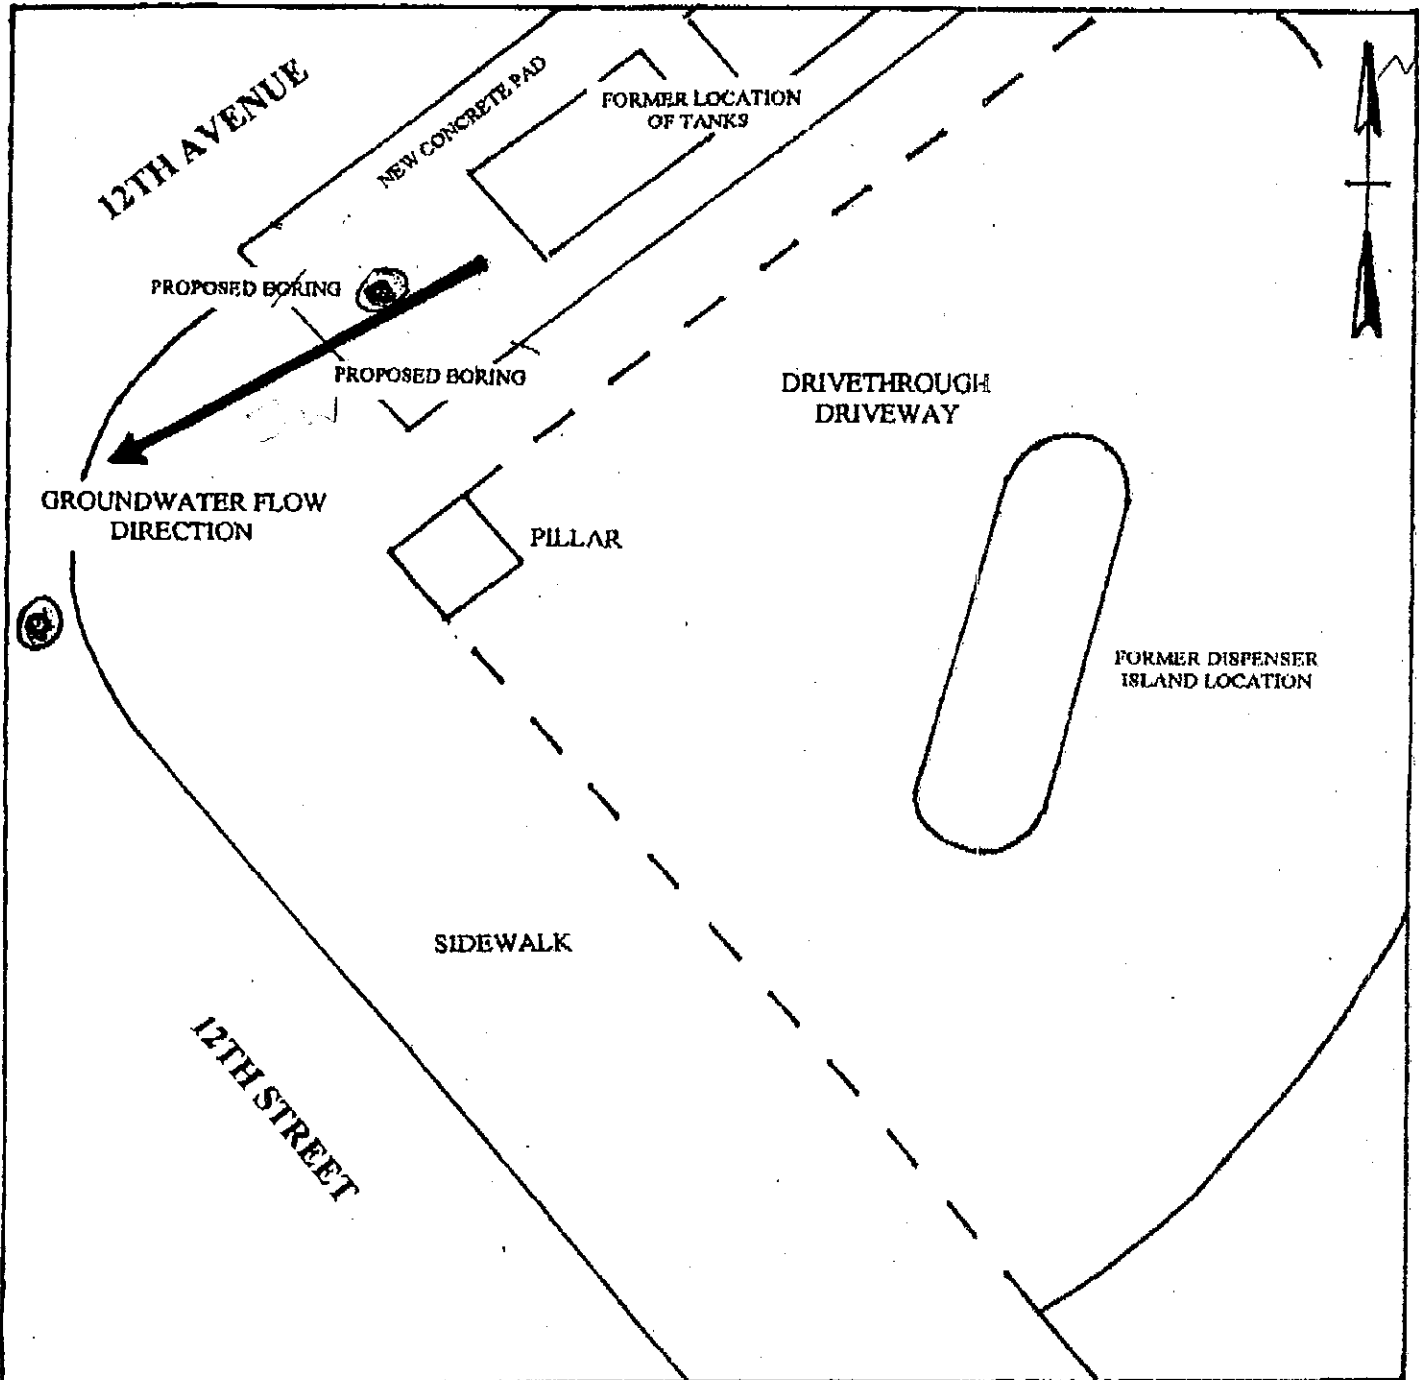 12TH AVENUE
NEW CONCRETE PAD
FORMER LOCATION
OF TANKS
PROPOSED BORING
PROPOSED BORING
DRIVETHROUGH
DRIVEWAY
GROUNDWATER FLOW
DIRECTION
PILLAR
FORMER DISPENSER
ISLAND LOCATION
SIDEWALK
12TH STREET